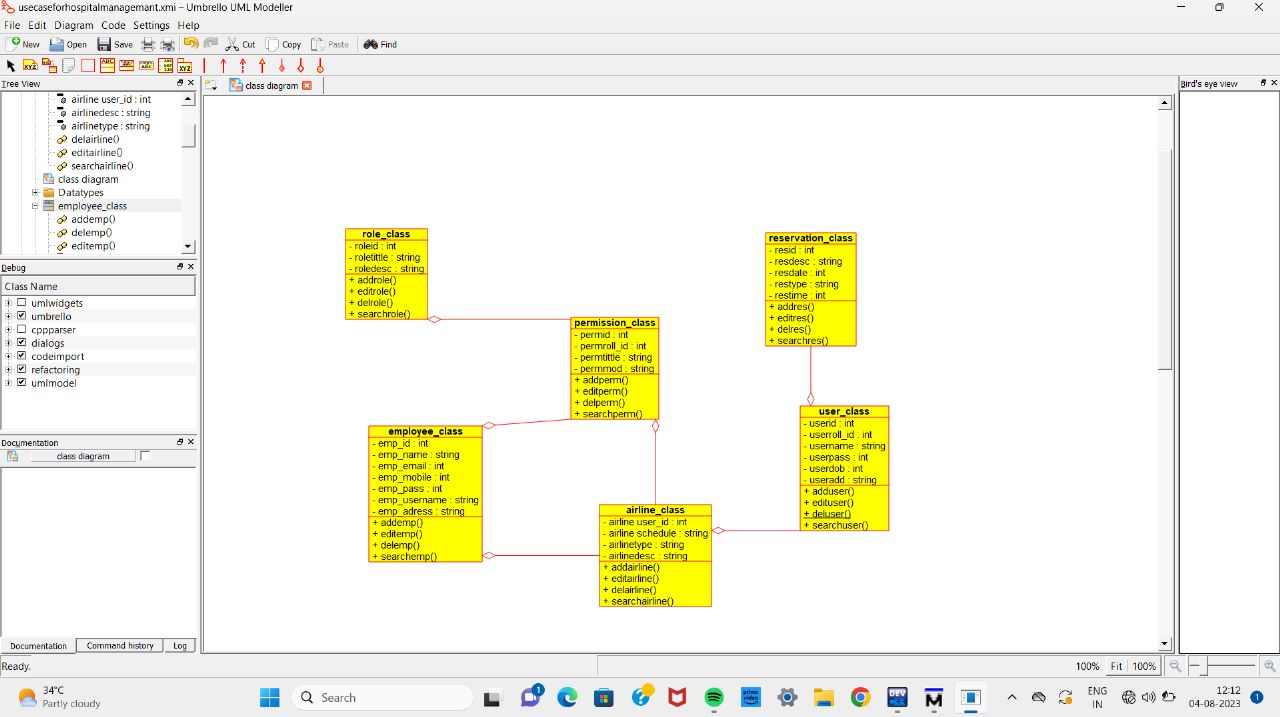 usecaseforhospitalmanagemant.xmi – Umbrello UML Modeller
File Edit Diagram Code Settings Help
New Open Save Cut Copy Paste Find
Tree View
airline user_id : int
airlinedesc : string
airlinetype : string
delairline()
editairline()
searchairline()
class diagram
Datatypes
employee_class
addemp()
delemp()
editemp()
Debug
Class Name
umlwidgets
umbrello
cppparser
dialogs
codeimport
refactoring
umlmodel
Documentation
class diagram
Documentation Command history Log
Ready.
class diagram
role_class
- roleid : int
- roletittle : string
- roledesc : string
+ addrole()
+ editrole()
+ delrole()
+ searchrole()
permission_class
- permid : int
- permroll_id : int
- permtittle : string
- permmod : string
+ addperm()
+ editperm()
+ delperm()
+ searchperm()
reservation_class
- resid : int
- resdesc : string
- resdate : int
- restype : string
- restime : int
+ addres()
+ editres()
+ delres()
+ searchres()
employee_class
- emp_id : int
- emp_name : string
- emp_email : int
- emp_mobile : int
- emp_pass : int
- emp_username : string
- emp_adress : string
+ addemp()
+ editemp()
+ delemp()
+ searchemp()
user_class
- userid : int
- userroll_id : int
- username : string
- userpass : int
- userdob : int
- useradd : string
+ adduser()
+ edituser()
+ deluser()
+ searchuser()
airline_class
- airline user_id : int
- airline schedule : string
- airlinetype : string
- airlinedesc : string
+ addairline()
+ editairline()
+ delairline()
+ searchairline()
Bird's eye view
100% Fit 100%
34°C
Partly cloudy
Search
1
prime video
DEV
ENG
IN
12:12
04-08-2023
1